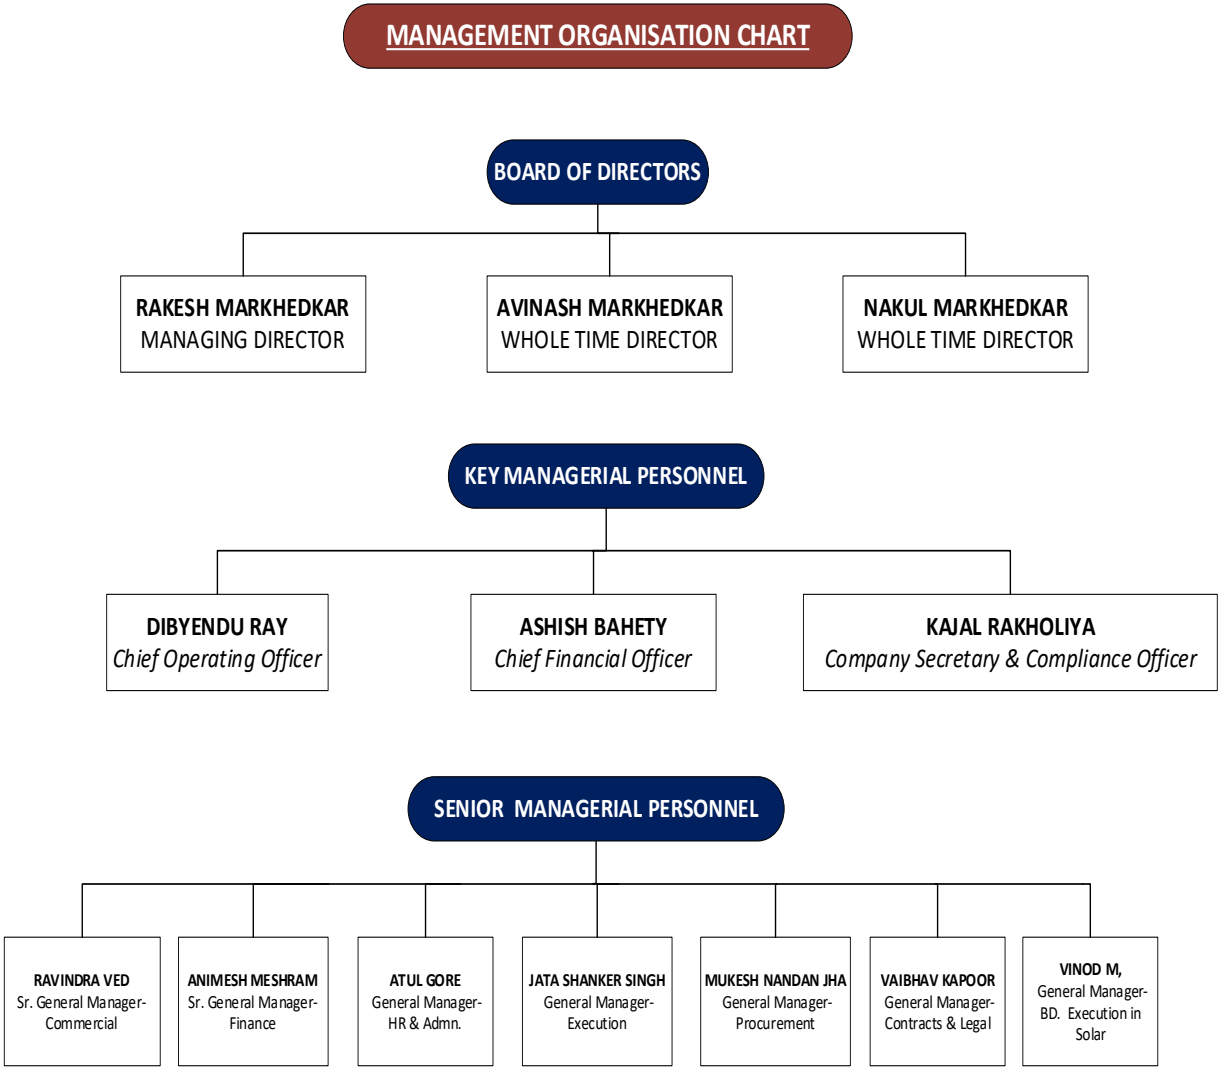 MANAGEMENT ORGANISATION CHART
BOARD OF DIRECTORS
RAKESH MARKHEDKAR
MANAGING DIRECTOR
AVINASH MARKHEDKAR
WHOLE TIME DIRECTOR
NAKUL MARKHEDKAR
WHOLE TIME DIRECTOR
KEY MANAGERIAL PERSONNEL
DIBYENDU RAY
Chief Operating Officer
ASHISH BAHETY
Chief Financial Officer
KAJAL RAKHOLIYA
Company Secretary & Compliance Officer
SENIOR MANAGERIAL PERSONNEL
RAVINDRA VED
Sr. General Manager-
Commercial
ANIMESH MESHRAM
Sr. General Manager-
Finance
ATUL GORE
General Manager-
HR & Admn.
JATA SHANKER SINGH
General Manager-
Execution
MUKESH NANDAN JHA
General Manager-
Procurement
VAIBHAV KAPOOR
General Manager-
Contracts & Legal
VINOD M,
General Manager-
BD. Execution in
Solar